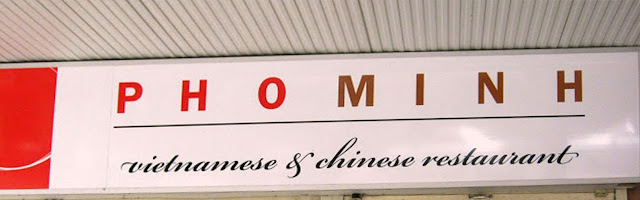 PHO MINH
vietnamese & chinese restaurant